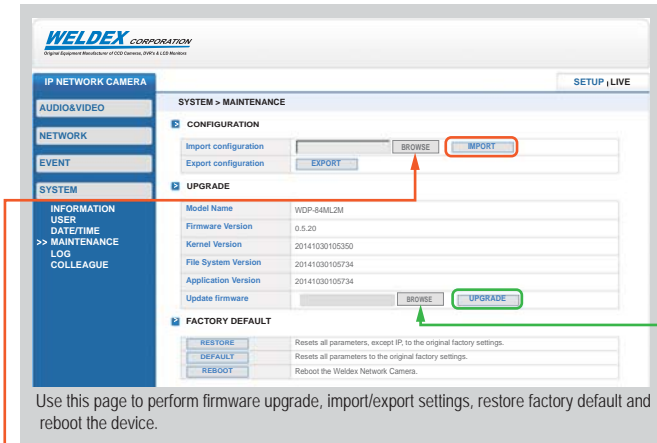 WELDEX CORPORATION
Original Equipment Manufacturer of CCD Cameras, DVR's & LCD Monitors
IP NETWORK CAMERA
SETUP | LIVE
AUDIO&VIDEO
NETWORK
EVENT
SYSTEM
INFORMATION
USER
DATE/TIME
>> MAINTENANCE
LOG
COLLEAGUE
SYSTEM > MAINTENANCE
CONFIGURATION
Import configuration BROWSE IMPORT
Export configuration EXPORT
UPGRADE
Model Name WDP-84ML2M
Firmware Version 0.5.20
Kernel Version 20141030105350
File System Version 20141030105734
Application Version 20141030105734
Update firmware BROWSE UPGRADE
FACTORY DEFAULT
RESTORE Resets all parameters, except IP, to the original factory settings.
DEFAULT Resets all parameters to the original factory settings.
REBOOT Reboot the Weldex Network Camera.
Use this page to perform firmware upgrade, import/export settings, restore factory default and
reboot the device.